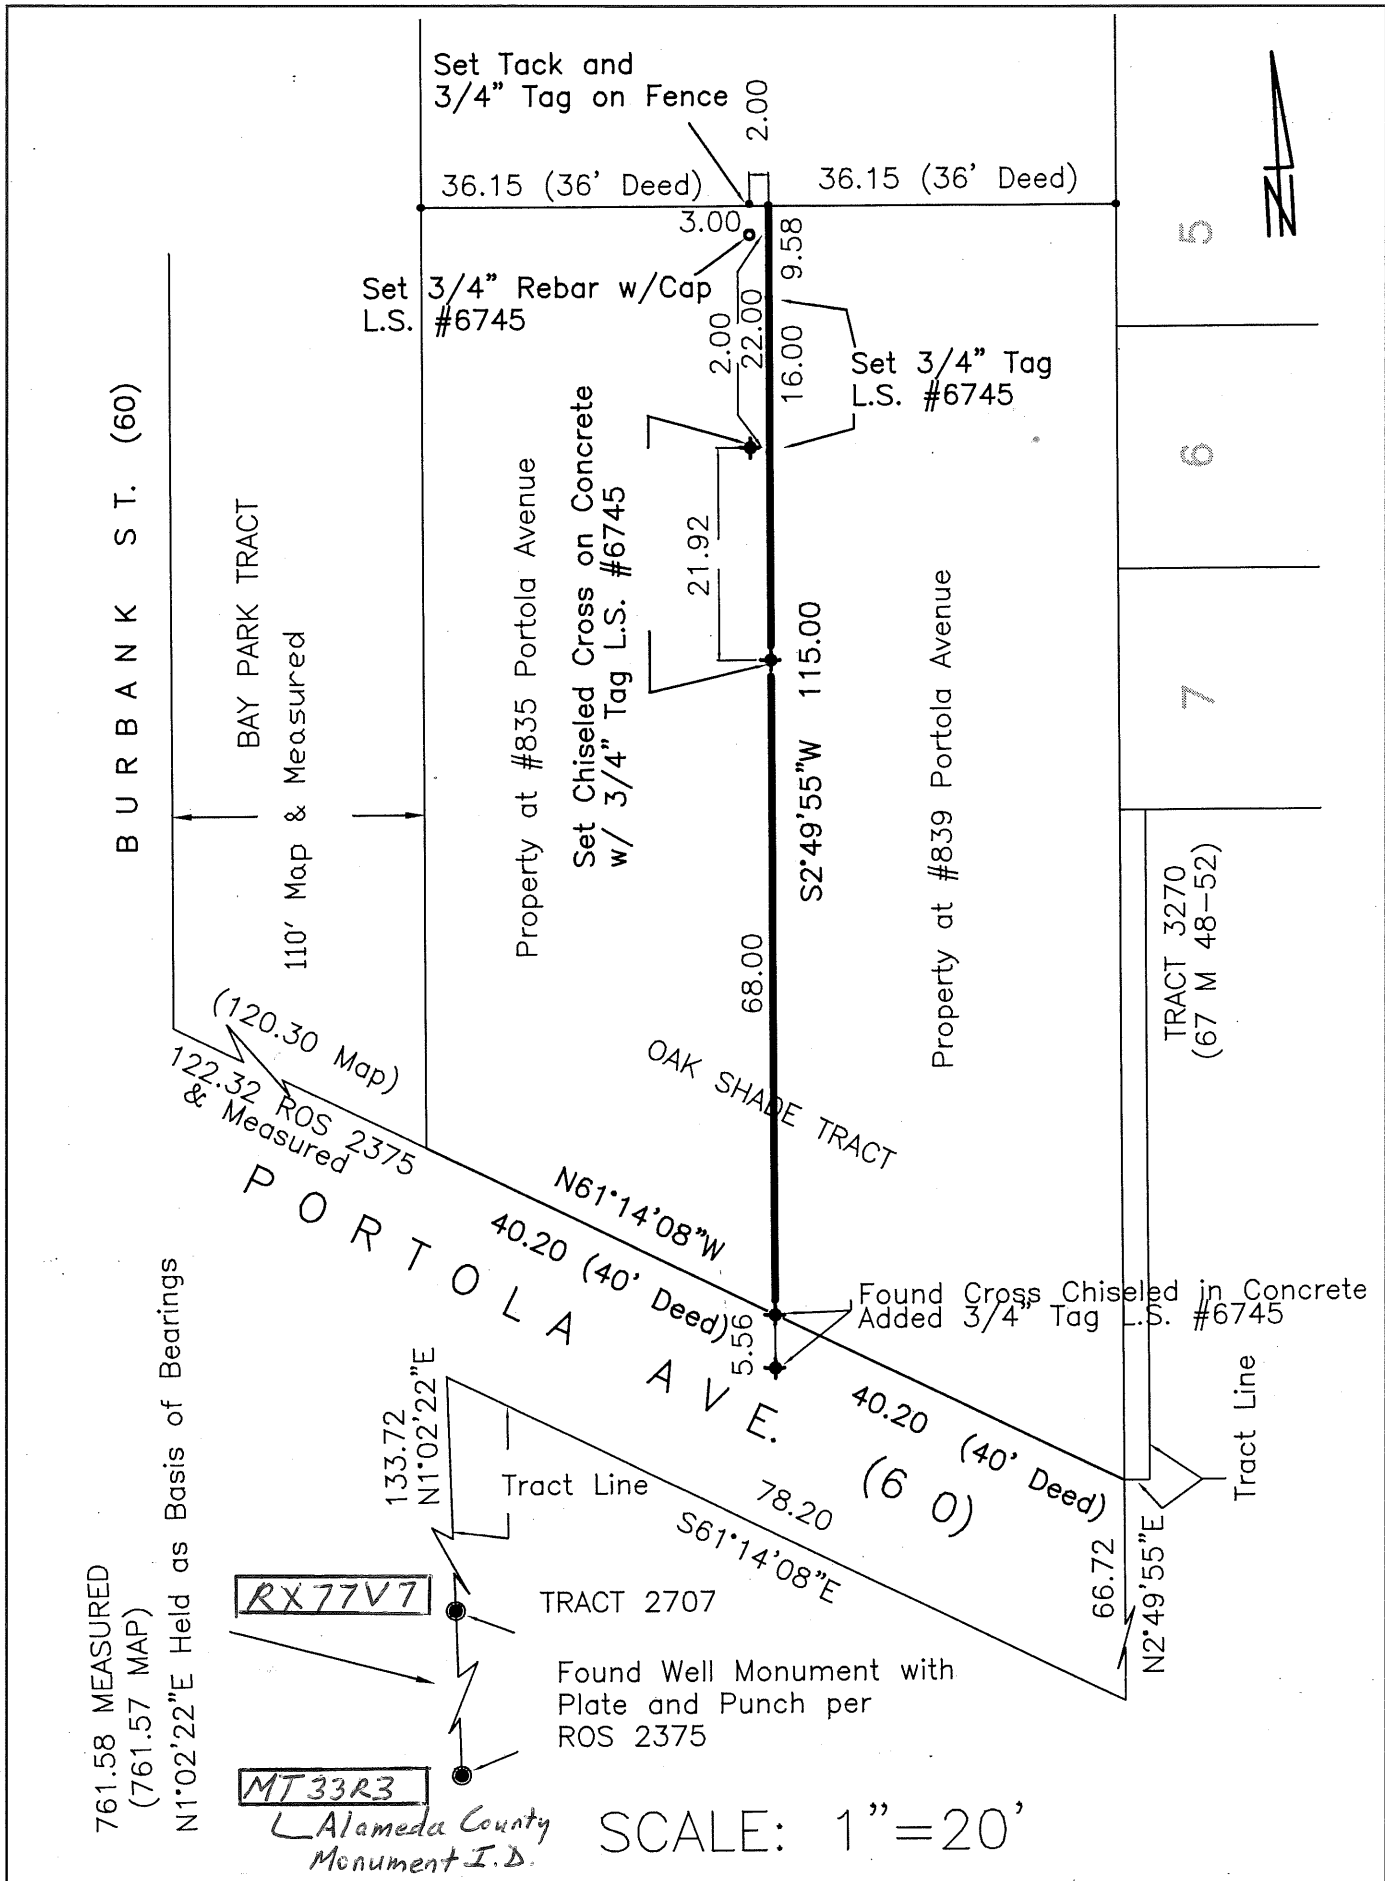 Set Tack and
3/4" Tag on Fence
2.00
36.15 (36' Deed)
36.15 (36' Deed)
N
3.00
9.58
5
Set 3/4" Rebar w/Cap
L.S. #6745
2.00
22.00
16.00
Set 3/4" Tag
L.S. #6745
BURBANK ST. (60)
BAY PARK TRACT
110' Map & Measured
Property at #835 Portola Avenue
Set Chiseled Cross on Concrete
w/ 3/4" Tag L.S. #6745
21.92
6
7
S2°49'55"W 115.00
Property at #839 Portola Avenue
68.00
TRACT 3270
(67 M 48-52)
(120.30 Map)
122.32 ROS 2375
& Measured
OAK SHADE TRACT
PORTOLA AVE. (60)
N61°14'08"W
40.20 (40' Deed)
5.56
Found Cross Chiseled in Concrete
Added 3/4" Tag L.S. #6745
40.20 (40' Deed)
Tract Line
133.72
N1°02'22"E
Tract Line
78.20
S61°14'08"E
66.72
N2°49'55"E
761.58 MEASURED
(761.57 MAP)
N1°02'22"E Held as Basis of Bearings
RX77V7
TRACT 2707
Found Well Monument with
Plate and Punch per
ROS 2375
MT33R3
Alameda County
Monument I.D.
SCALE: 1"=20'